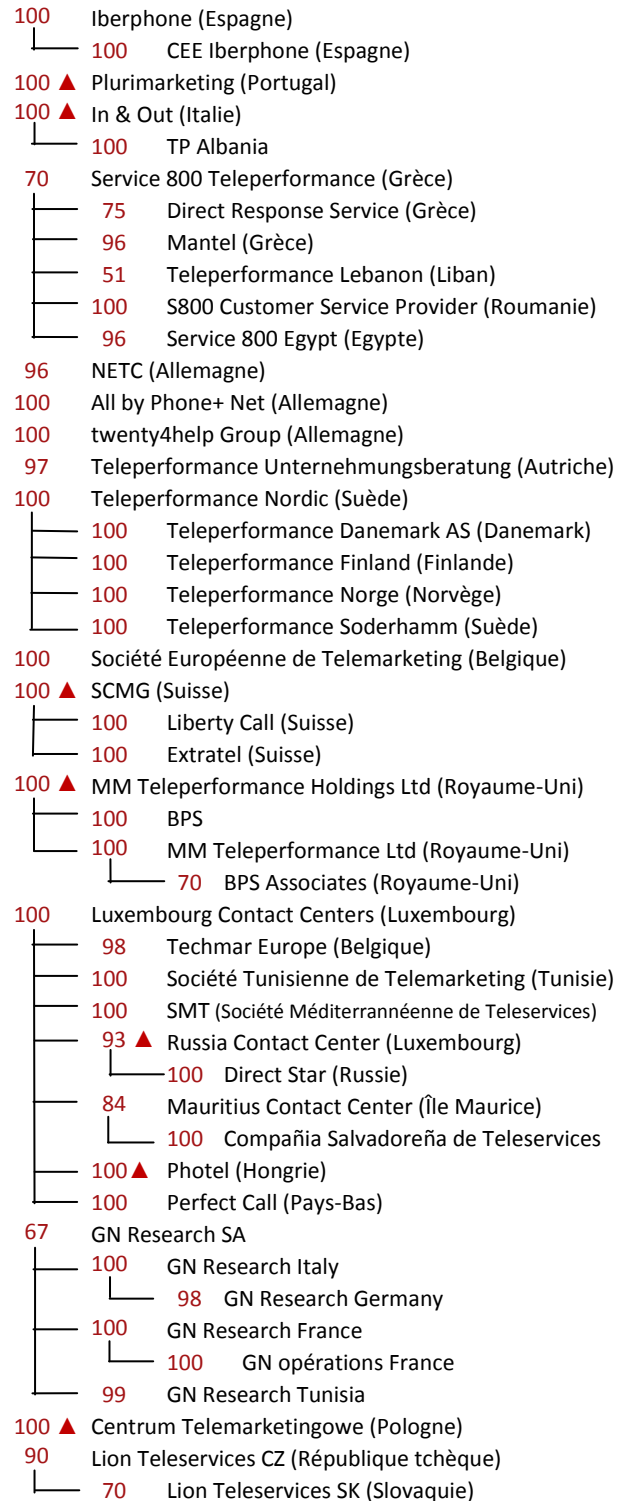 100 Iberphone (Espagne)
100 CEE Iberphone (Espagne)
100 ▲ Plurimarketing (Portugal)
100 ▲ In & Out (Italie)
100 TP Albania
70 Service 800 Teleperformance (Grèce)
75 Direct Response Service (Grèce)
96 Mantel (Grèce)
51 Teleperformance Lebanon (Liban)
100 S800 Customer Service Provider (Roumanie)
96 Service 800 Egypt (Egypte)
96 NETC (Allemagne)
100 All by Phone+ Net (Allemagne)
100 twenty4help Group (Allemagne)
97 Teleperformance Unternehmungsberatung (Autriche)
100 Teleperformance Nordic (Suède)
100 Teleperformance Danemark AS (Danemark)
100 Teleperformance Finland (Finlande)
100 Teleperformance Norge (Norvège)
100 Teleperformance Soderhamm (Suède)
100 Société Européenne de Telemarketing (Belgique)
100 ▲ SCMG (Suisse)
100 Liberty Call (Suisse)
100 Extratel (Suisse)
100 ▲ MM Teleperformance Holdings Ltd (Royaume-Uni)
100 BPS
100 MM Teleperformance Ltd (Royaume-Uni)
70 BPS Associates (Royaume-Uni)
100 Luxembourg Contact Centers (Luxembourg)
98 Techmar Europe (Belgique)
100 Société Tunisienne de Telemarketing (Tunisie)
100 SMT (Société Méditerrannéenne de Teleservices)
93 ▲ Russia Contact Center (Luxembourg)
100 Direct Star (Russie)
84 Mauritius Contact Center (Île Maurice)
100 Compañia Salvadoreña de Teleservices
100 ▲ Photel (Hongrie)
100 Perfect Call (Pays-Bas)
67 GN Research SA
100 GN Research Italy
98 GN Research Germany
100 GN Research France
100 GN opérations France
99 GN Research Tunisia
100 ▲ Centrum Telemarketingowe (Pologne)
90 Lion Teleservices CZ (République tchèque)
70 Lion Teleservices SK (Slovaquie)